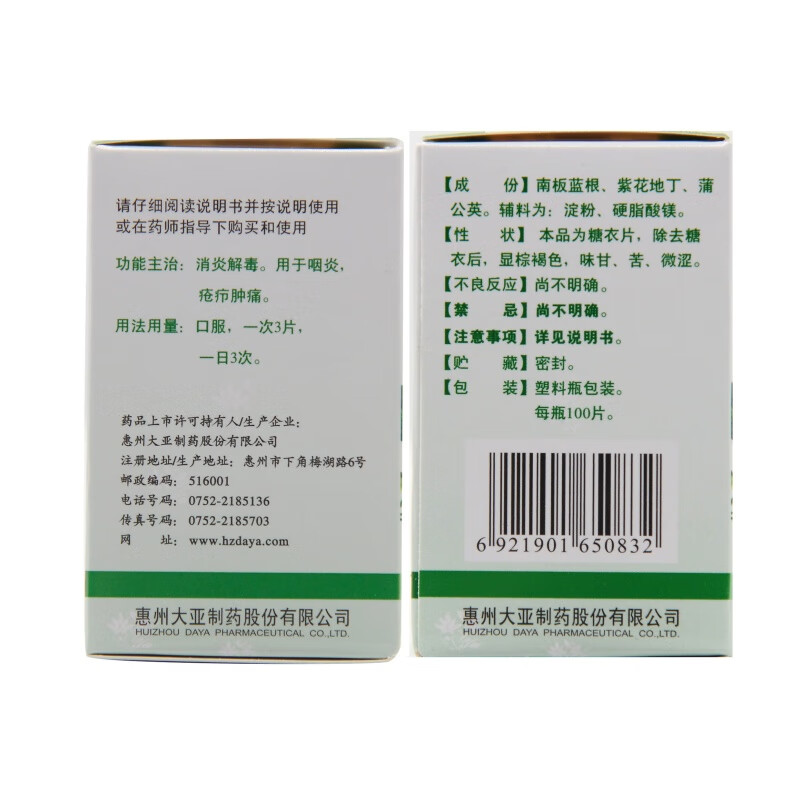 请仔细阅读说明书并按说明使用
或在药师指导下购买和使用
功能主治：消炎解毒。用于咽炎，
疮疖肿痛。
用法用量：口服，一次3片，
一日3次。
药品上市许可持有人/生产企业：
惠州大亚制药股份有限公司
注册地址/生产地址：惠州市下角梅湖路6号
邮政编码：516001
电话号码：0752-2185136
传真号码：0752-2185703
网 址：www.hzdaya.com
惠州大亚制药股份有限公司
HUIZHOU DAYA PHARMACEUTICAL CO.,LTD.
【成 份】南板蓝根、紫花地丁、蒲
公英。辅料为：淀粉、硬脂酸镁。
【性 状】本品为糖衣片，除去糖
衣后，显棕褐色，味甘、苦、微涩。
【不良反应】尚不明确。
【禁 忌】尚不明确。
【注意事项】详见说明书。
【贮 藏】密封。
【包 装】塑料瓶包装。
每瓶100片。
6 921901 650832
惠州大亚制药股份有限公司
HUIZHOU DAYA PHARMACEUTICAL CO.,LTD.